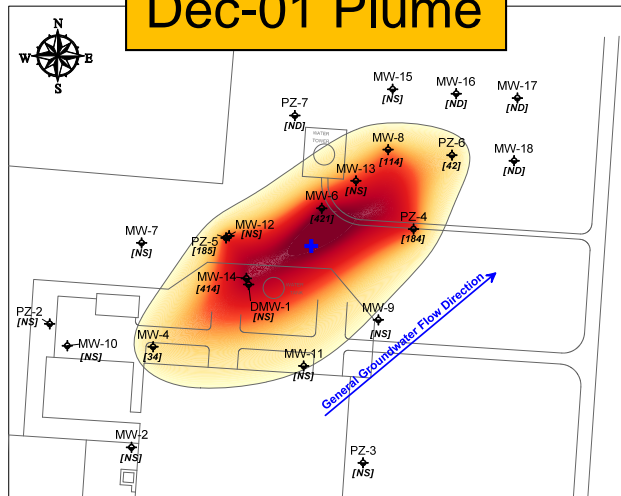 Dec-01 Plume
N
W
E
S
MW-15
[NS]
MW-16
[ND]
MW-17
[ND]
PZ-7
[ND]
WATER
TOWER
MW-8
[114]
PZ-6
[42]
MW-18
[ND]
MW-13
[NS]
MW-6
[421]
PZ-4
[184]
MW-12
[NS]
PZ-5
[185]
MW-7
[NS]
MW-14
[414]
DMW-1
[NS]
General Groundwater Flow Direction
MW-9
[NS]
PZ-2
[NS]
MW-10
[NS]
MW-4
[34]
MW-11
[NS]
MW-2
[NS]
PZ-3
[NS]